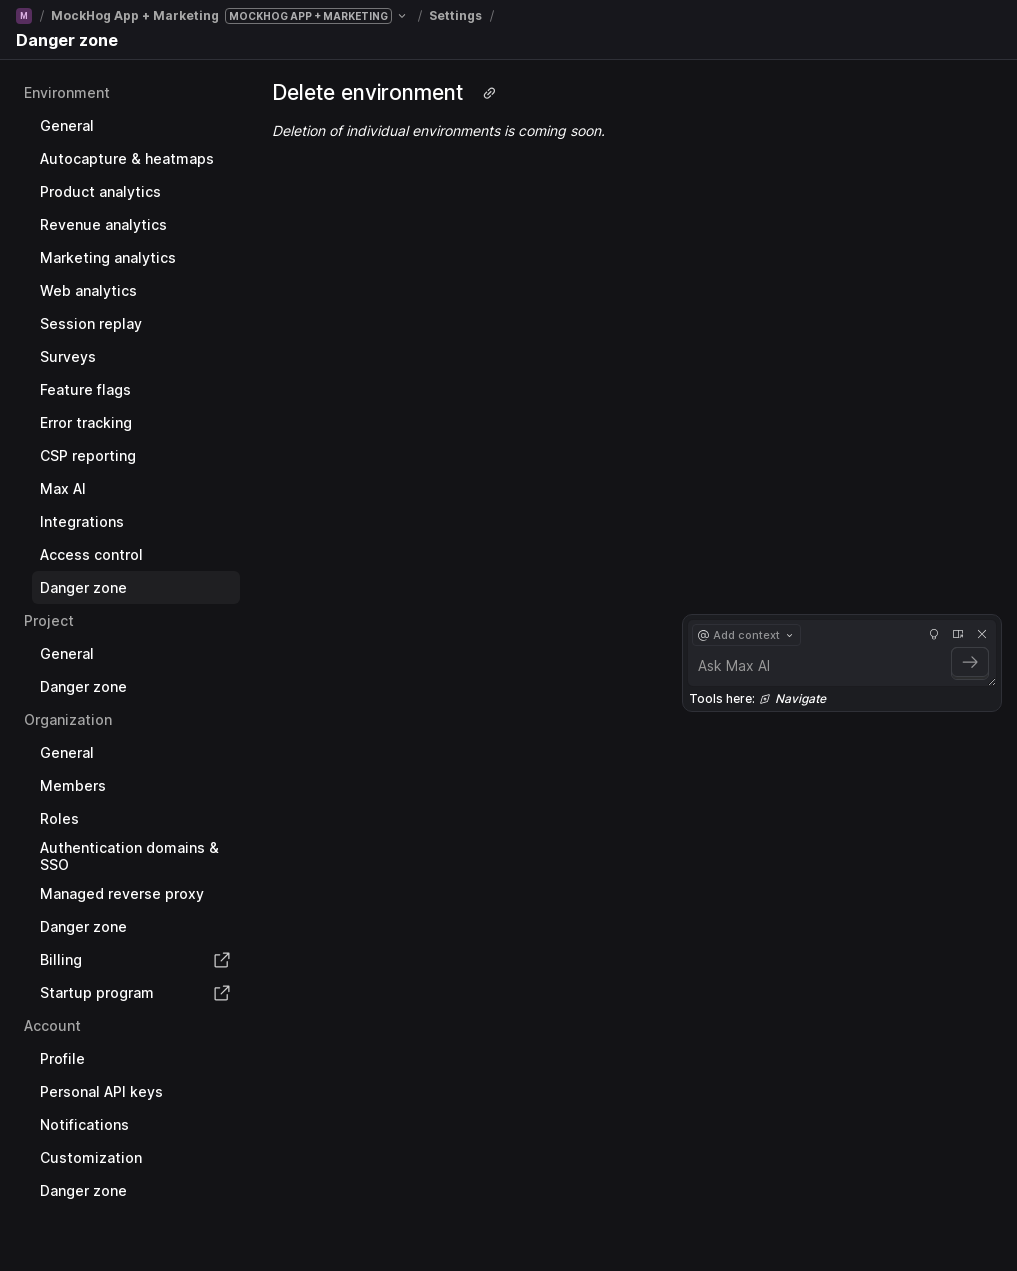 M / MockHog App + Marketing MOCKHOG APP + MARKETING / Settings /
Danger zone
Environment
General
Autocapture & heatmaps
Product analytics
Revenue analytics
Marketing analytics
Web analytics
Session replay
Surveys
Feature flags
Error tracking
CSP reporting
Max AI
Integrations
Access control
Danger zone
Project
General
Danger zone
Organization
General
Members
Roles
Authentication domains &
SSO
Managed reverse proxy
Danger zone
Billing
Startup program
Account
Profile
Personal API keys
Notifications
Customization
Danger zone
Delete environment
Deletion of individual environments is coming soon.
@ Add context
Ask Max AI
Tools here: Navigate